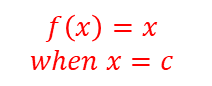 f(x) = x
when x = c